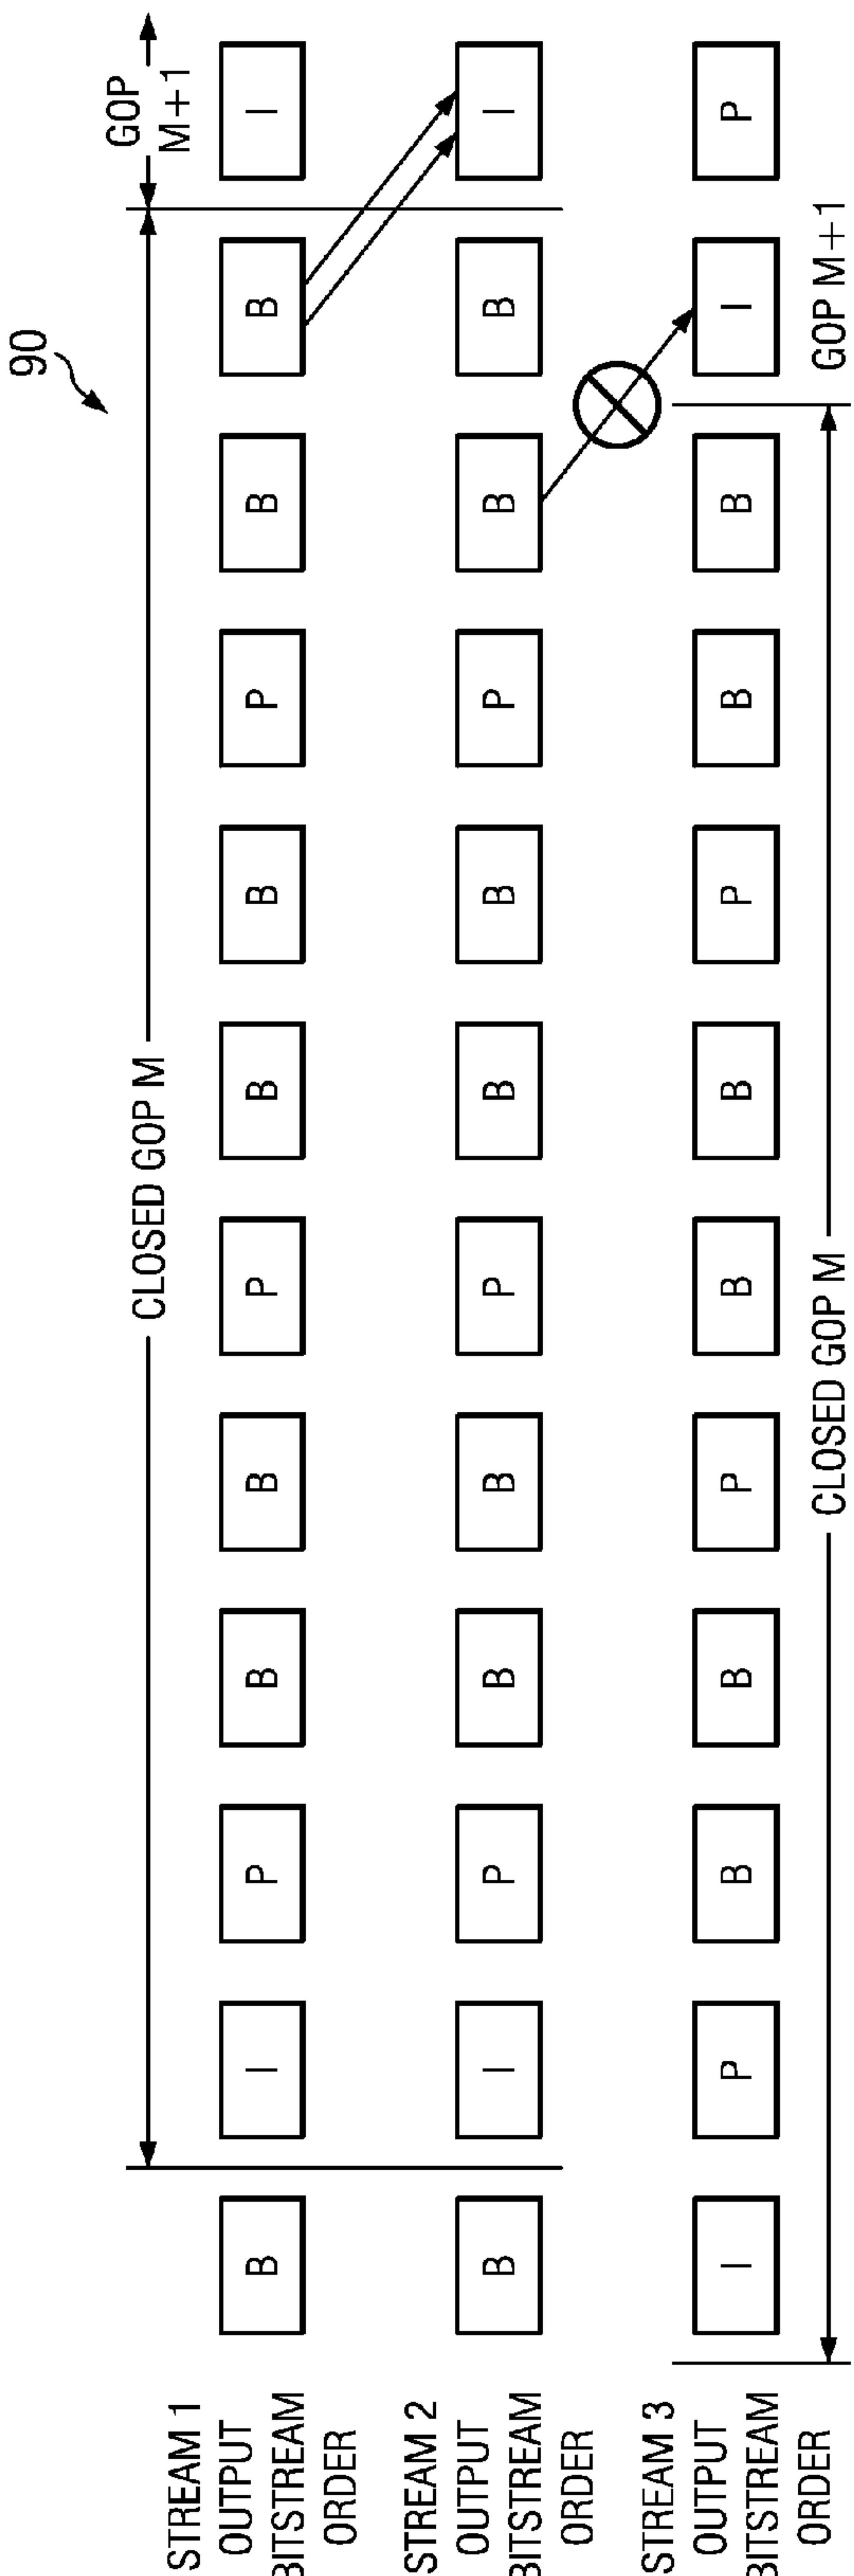 90
CLOSED GOP M
GOP
M+1
STREAM 1
OUTPUT
BITSTREAM
ORDER
B I P B B P B B P B B I
STREAM 2
OUTPUT
BITSTREAM
ORDER
B I P B B P B B P B B I
STREAM 3
OUTPUT
BITSTREAM
ORDER
I P B B P B B P B B I P
CLOSED GOP M
GOP M+1